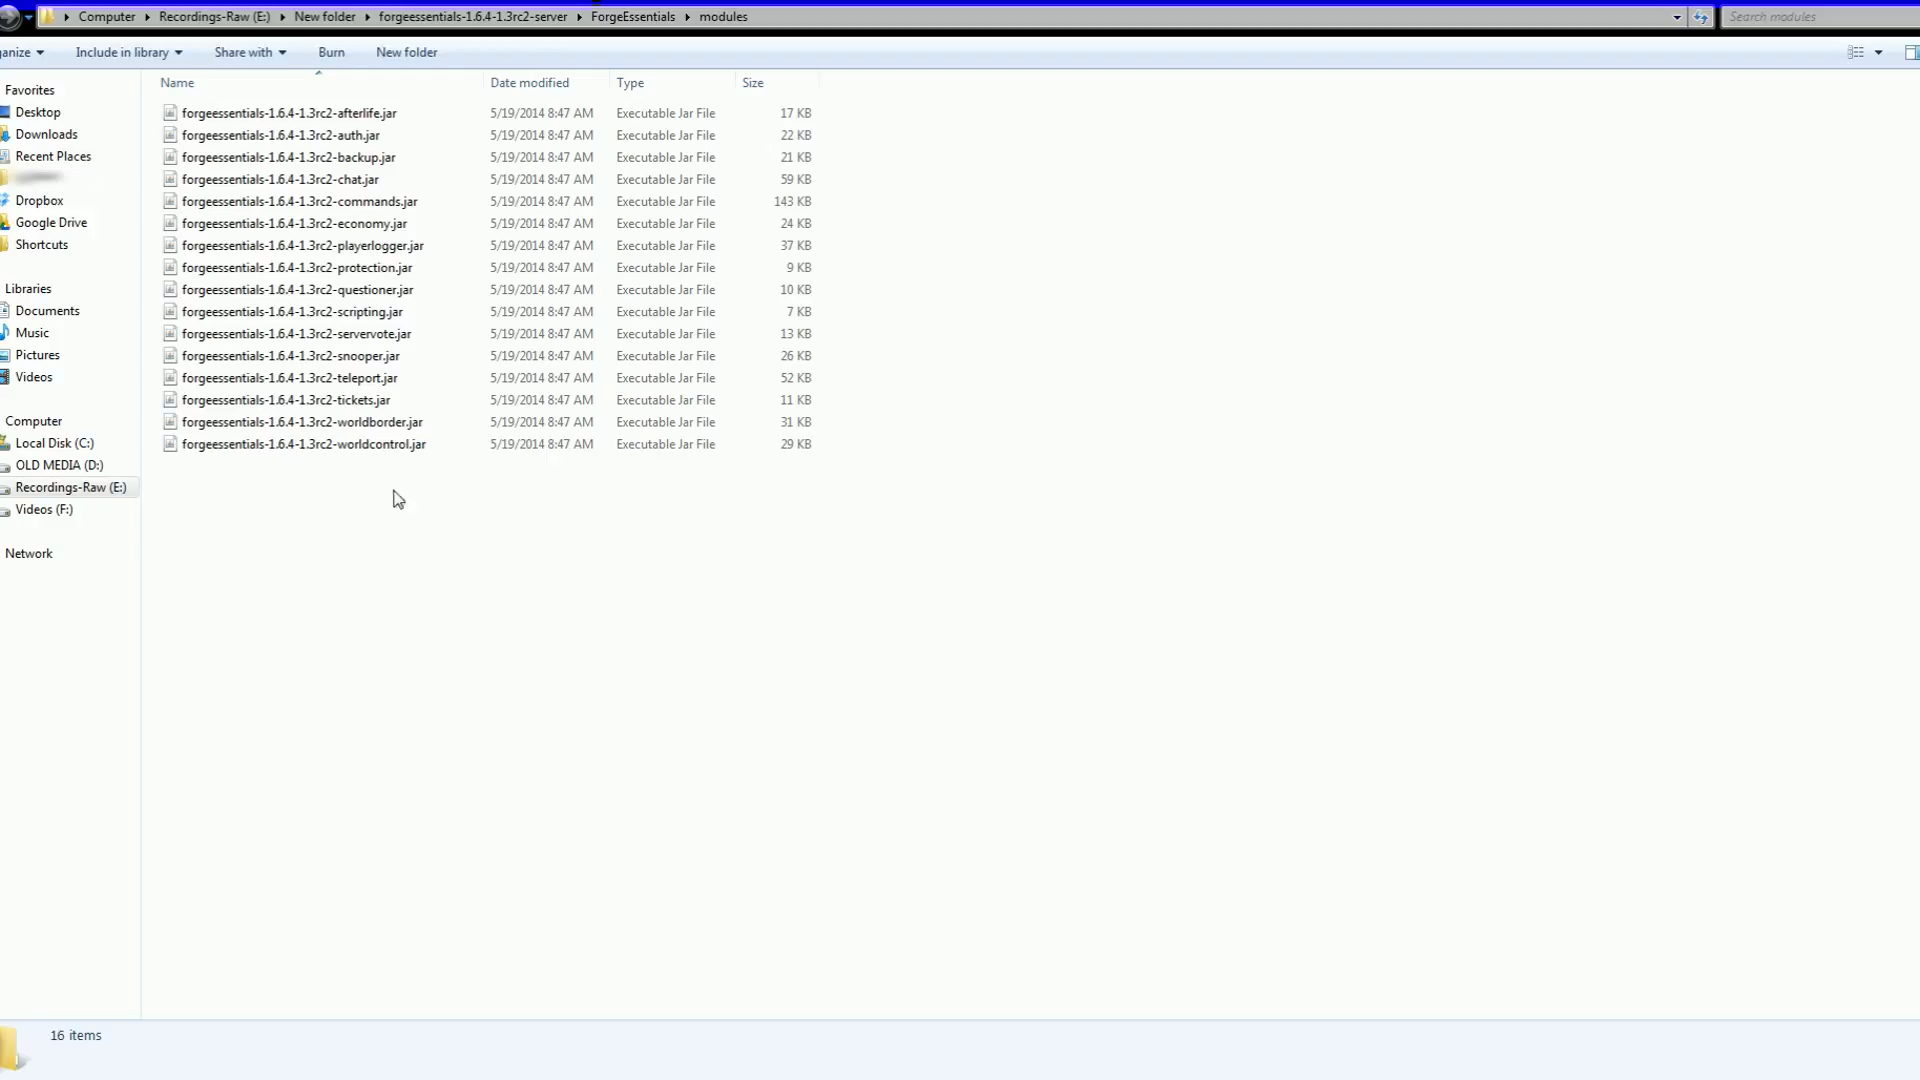 Computer Recordings-Raw (E:) New folder forgeessentials-1.6.4-1.3rc2-server ForgeEssentials modules Search modules
anize Include in library Share with Burn New folder
Name Date modified Type Size
Favorites
Desktop
Downloads
Recent Places
Dropbox
Google Drive
Shortcuts
Libraries
Documents
Music
Pictures
Videos
Computer
Local Disk (C:)
OLD MEDIA (D:)
Recordings-Raw (E:)
Videos (F:)
Network
forgeessentials-1.6.4-1.3rc2-afterlife.jar 5/19/2014 8:47 AM Executable Jar File 17 KB
forgeessentials-1.6.4-1.3rc2-auth.jar 5/19/2014 8:47 AM Executable Jar File 22 KB
forgeessentials-1.6.4-1.3rc2-backup.jar 5/19/2014 8:47 AM Executable Jar File 21 KB
forgeessentials-1.6.4-1.3rc2-chat.jar 5/19/2014 8:47 AM Executable Jar File 59 KB
forgeessentials-1.6.4-1.3rc2-commands.jar 5/19/2014 8:47 AM Executable Jar File 143 KB
forgeessentials-1.6.4-1.3rc2-economy.jar 5/19/2014 8:47 AM Executable Jar File 24 KB
forgeessentials-1.6.4-1.3rc2-playerlogger.jar 5/19/2014 8:47 AM Executable Jar File 37 KB
forgeessentials-1.6.4-1.3rc2-protection.jar 5/19/2014 8:47 AM Executable Jar File 9 KB
forgeessentials-1.6.4-1.3rc2-questioner.jar 5/19/2014 8:47 AM Executable Jar File 10 KB
forgeessentials-1.6.4-1.3rc2-scripting.jar 5/19/2014 8:47 AM Executable Jar File 7 KB
forgeessentials-1.6.4-1.3rc2-servervote.jar 5/19/2014 8:47 AM Executable Jar File 13 KB
forgeessentials-1.6.4-1.3rc2-snooper.jar 5/19/2014 8:47 AM Executable Jar File 26 KB
forgeessentials-1.6.4-1.3rc2-teleport.jar 5/19/2014 8:47 AM Executable Jar File 52 KB
forgeessentials-1.6.4-1.3rc2-tickets.jar 5/19/2014 8:47 AM Executable Jar File 11 KB
forgeessentials-1.6.4-1.3rc2-worldborder.jar 5/19/2014 8:47 AM Executable Jar File 31 KB
forgeessentials-1.6.4-1.3rc2-worldcontrol.jar 5/19/2014 8:47 AM Executable Jar File 29 KB
16 items